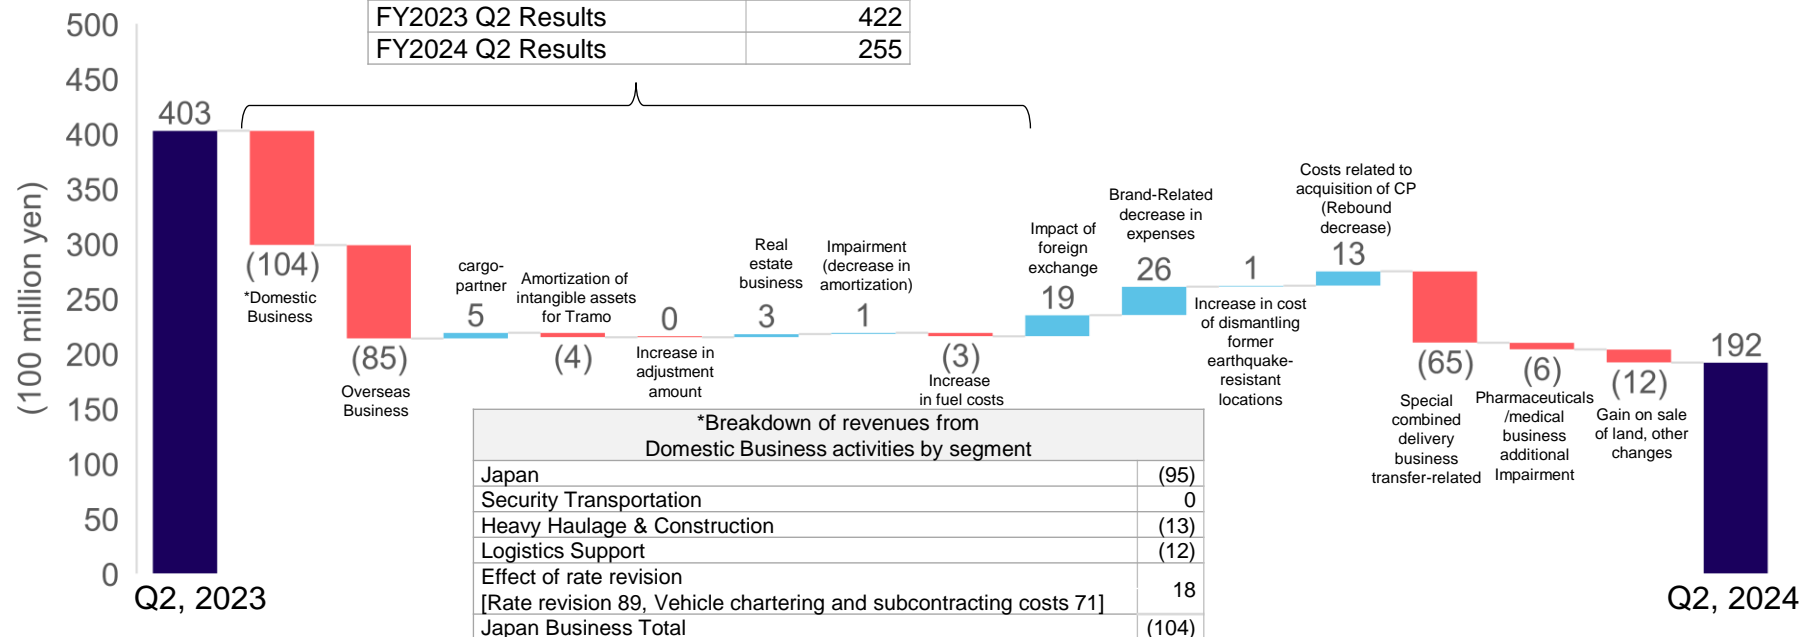 FY2023 Q2 Results 422
FY2024 Q2 Results 255
(100 million yen)
500
450
400
350
300
250
200
150
100
50
0
403
Q2, 2023
(104)
*Domestic
Business
(85)
Overseas
Business
cargo-
partner
5
Amortization of
intangible assets
for Tramo
(4)
0
Increase in
adjustment
amount
Real
estate
business
3
Impairment
(decrease in
amortization)
1
(3)
Increase
in fuel costs
Impact of
foreign
exchange
19
Brand-Related
decrease in
expenses
26
1
Increase in cost
of dismantling
former
earthquake-
resistant
locations
Costs related to
acquisition of CP
(Rebound
decrease)
13
(65)
Special
combined
delivery
business
transfer-related
(6)
Pharmaceuticals
/medical
business
additional
Impairment
(12)
Gain on sale
of land, other
changes
192
Q2, 2024
*Breakdown of revenues from
Domestic Business activities by segment
Japan (95)
Security Transportation 0
Heavy Haulage & Construction (13)
Logistics Support (12)
Effect of rate revision
[Rate revision 89, Vehicle chartering and subcontracting costs 71] 18
Japan Business Total (104)